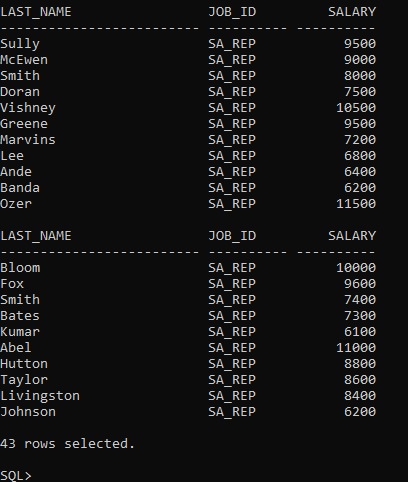 LAST_NAME                 JOB_ID         SALARY
------------------------- ---------- ----------
Sully                     SA_REP           9500
McEwen                    SA_REP           9000
Smith                     SA_REP           8000
Doran                     SA_REP           7500
Vishney                   SA_REP          10500
Greene                    SA_REP           9500
Marvins                   SA_REP           7200
Lee                       SA_REP           6800
Ande                      SA_REP           6400
Banda                     SA_REP           6200
Ozer                      SA_REP          11500
LAST_NAME                 JOB_ID         SALARY
------------------------- ---------- ----------
Bloom                     SA_REP          10000
Fox                       SA_REP           9600
Smith                     SA_REP           7400
Bates                     SA_REP           7300
Kumar                     SA_REP           6100
Abel                      SA_REP          11000
Hutton                    SA_REP           8800
Taylor                    SA_REP           8600
Livingston                SA_REP           8400
Johnson                   SA_REP           6200
43 rows selected.
SQL>